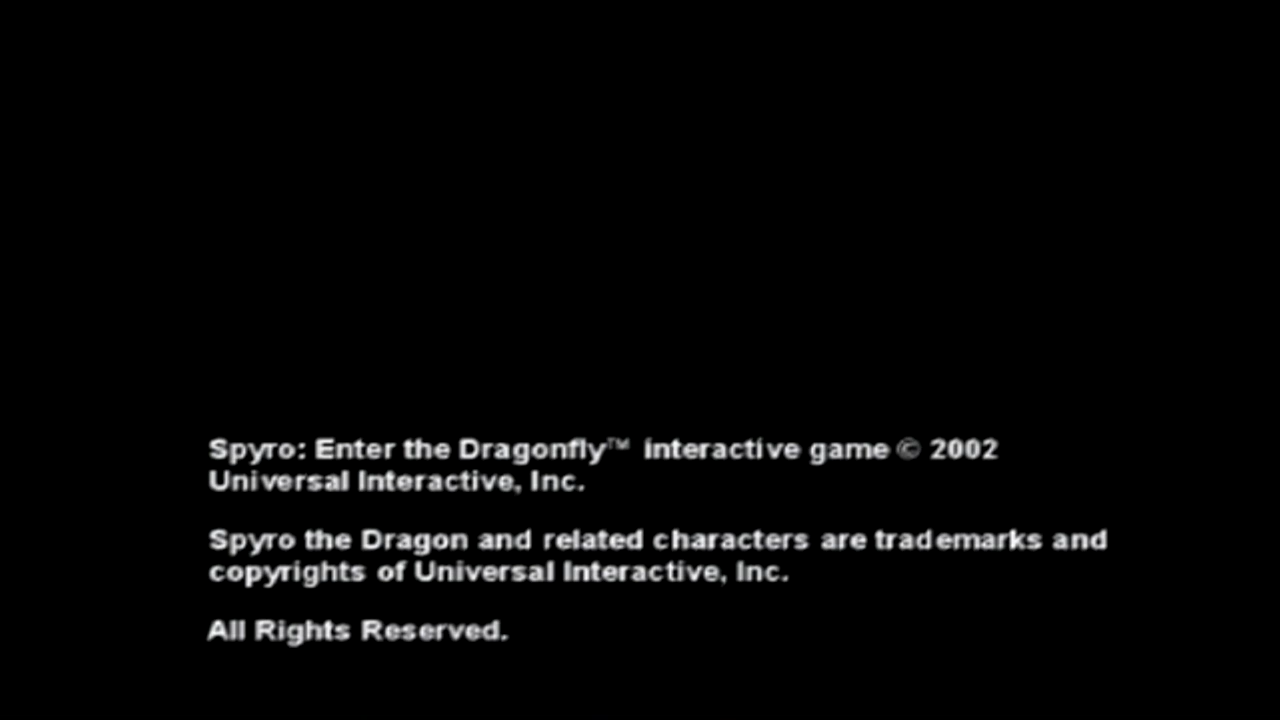 Spyro: Enter the Dragonfly™ interactive game © 2002
Universal Interactive, Inc.
Spyro the Dragon and related characters are trademarks and
copyrights of Universal Interactive, Inc.
All Rights Reserved.